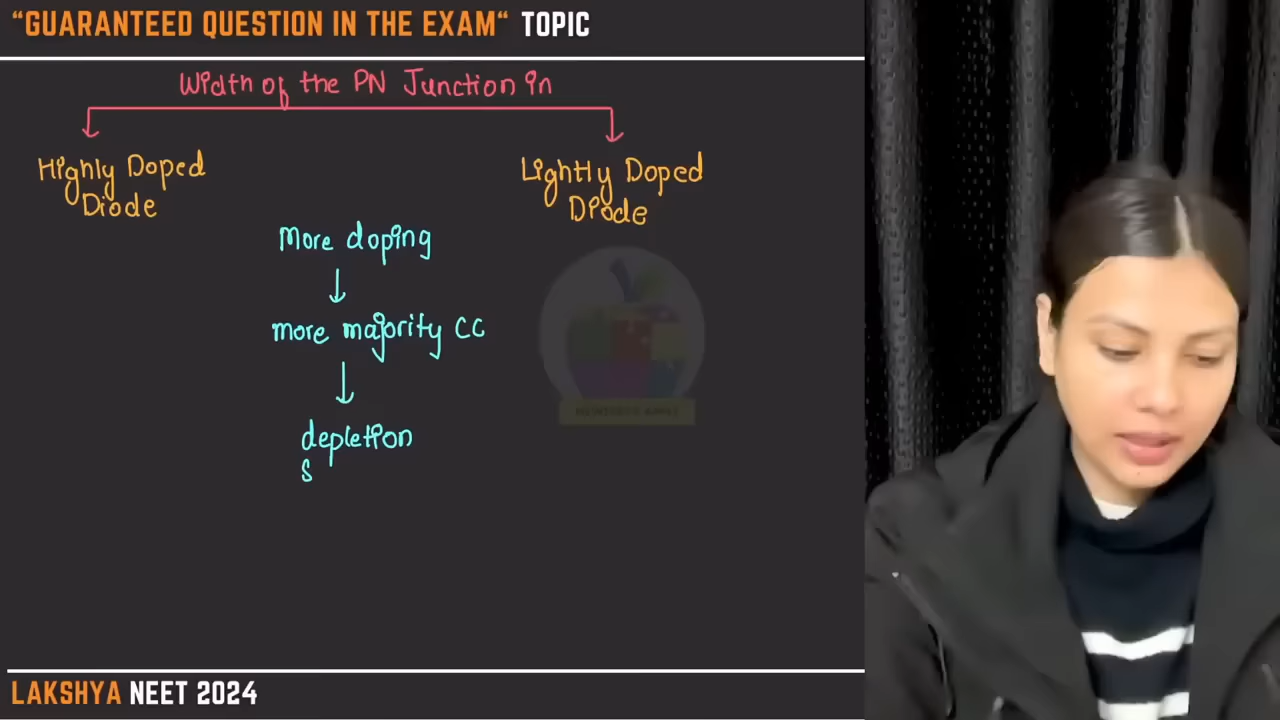 “GUARANTEED QUESTION IN THE EXAM“ TOPIC
Width of the PN Junction in
Highly Doped
Diode
Lightly Doped
Diode
More doping
more majority CC
depletion
s
LAKSHYA NEET 2024